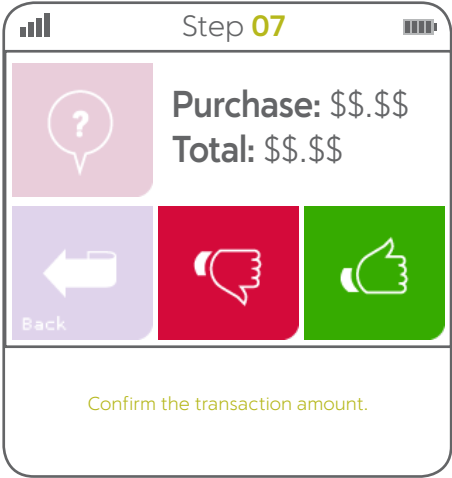 Step 07
?
Purchase: $$.$$
Total: $$.$$
Back
Confirm the transaction amount.